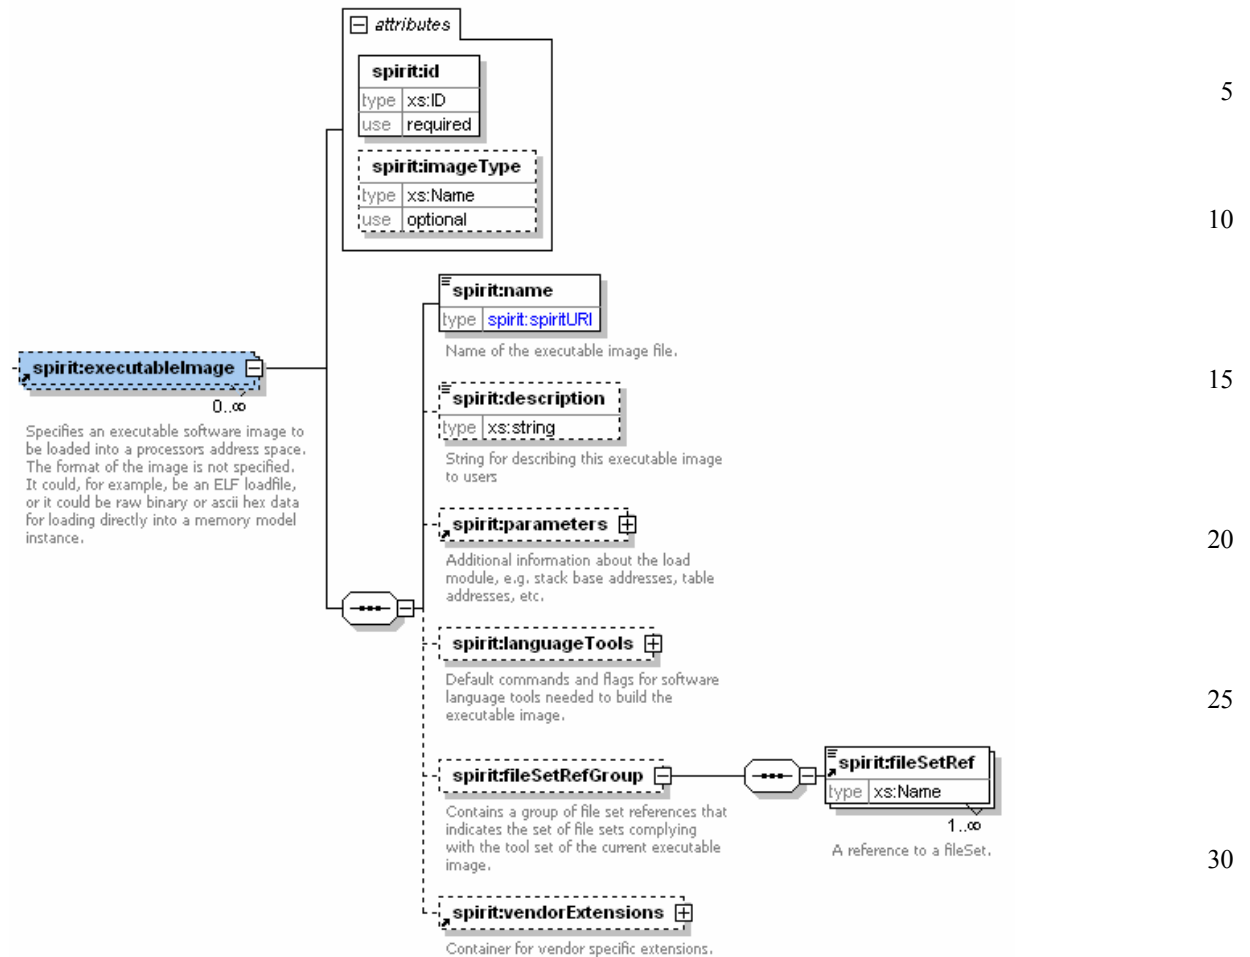 attributes
spirit:id
type xs:ID
use required
spirit:imageType
type xs:Name
use optional
spirit:name
type spirit:spiritURI
Name of the executable image file.
spirit:executableImage
0..∞
Specifies an executable software image to
be loaded into a processors address space.
The format of the image is not specified.
It could, for example, be an ELF loadfile,
or it could be raw binary or ascii hex data
for loading directly into a memory model
instance.
spirit:description
type xs:string
String for describing this executable image
to users
spirit:parameters
Additional information about the load
module, e.g. stack base addresses, table
addresses, etc.
spirit:languageTools
Default commands and flags for software
language tools needed to build the
executable image.
spirit:fileSetRefGroup
Contains a group of file set references that
indicates the set of file sets complying
with the tool set of the current executable
image.
spirit:fileSetRef
type xs:Name
1..∞
A reference to a fileSet.
spirit:vendorExtensions
Container for vendor specific extensions.
5
10
15
20
25
30